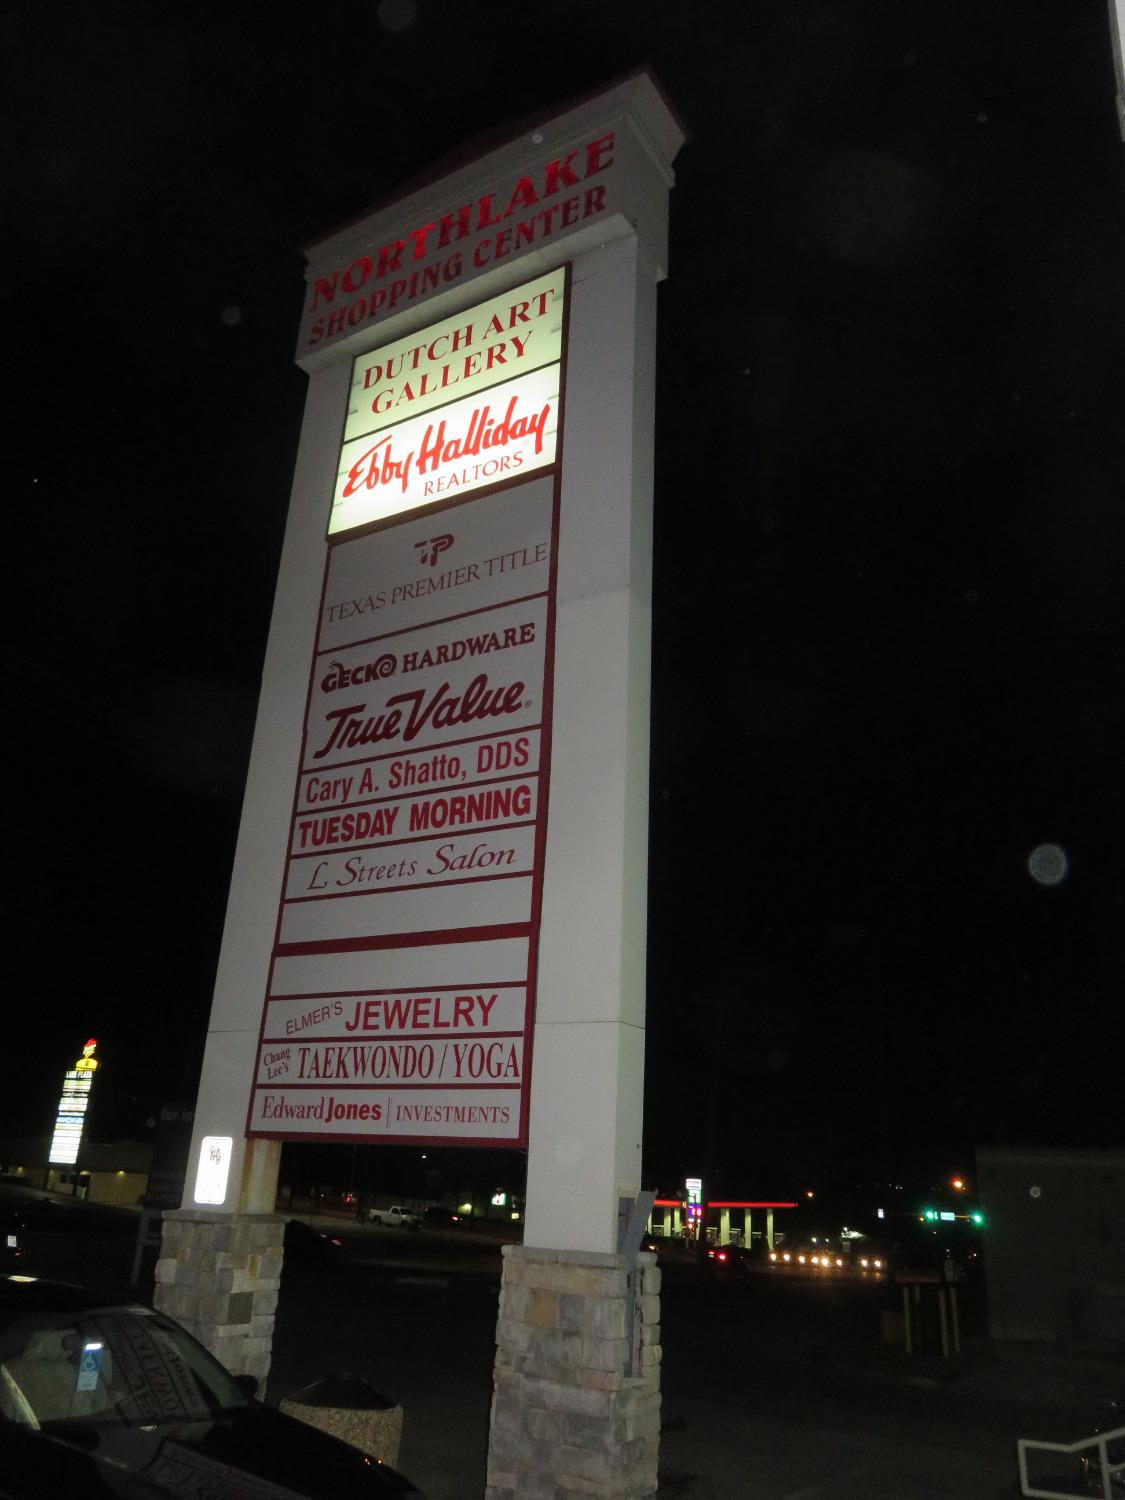 NORTHLAKE
SHOPPING CENTER
DUTCH ART
GALLERY
Ebby Halliday
REALTORS
TP
TEXAS PREMIER TITLE
GECKO HARDWARE
True Value®
Cary A. Shatto, DDS
TUESDAY MORNING
L Streets Salon
ELMER'S JEWELRY
Chang Lee's TAEKWONDO/YOGA
Edward Jones | INVESTMENTS